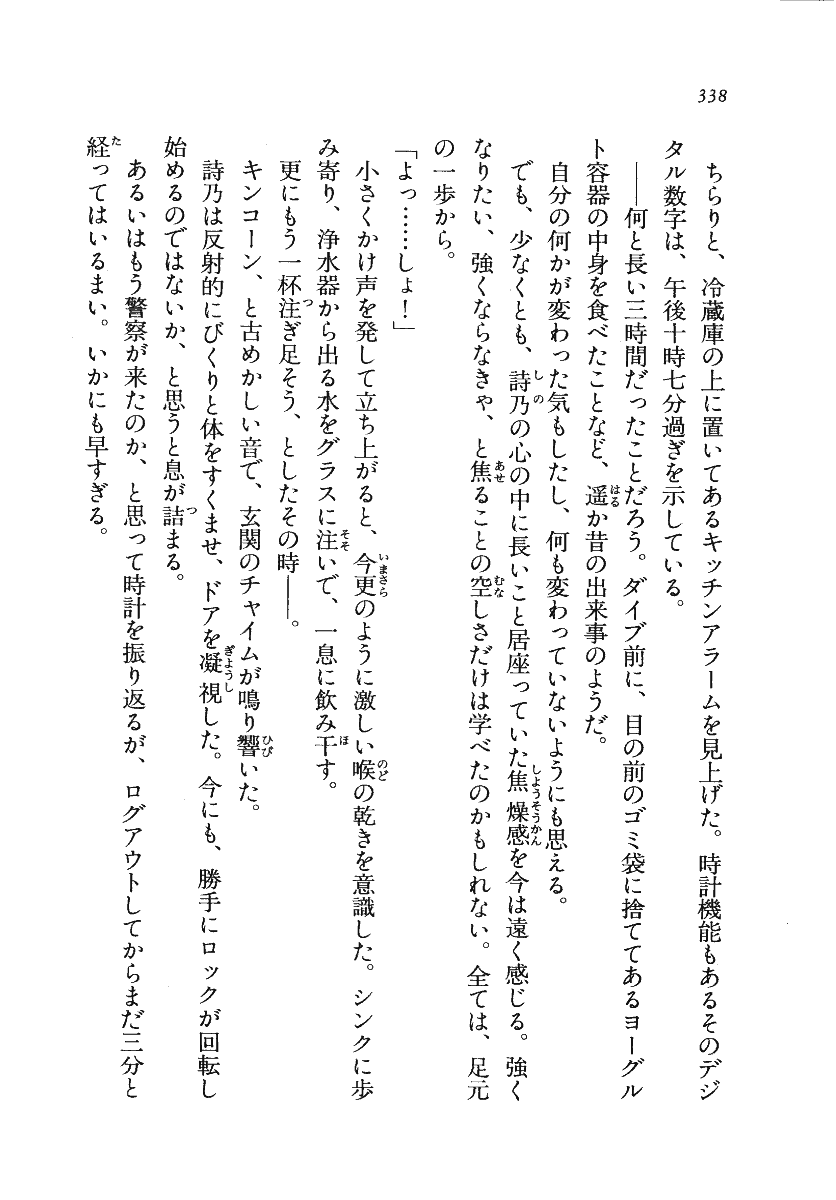 338
ちらりと、冷蔵庫の上に置いてあるキッチンアラームを見上げた。時計機能もあるそのデジ
タル数字は、午後十時七分過ぎを示している。
――何と長い三時間だったことだろう。ダイブ前に、目の前のゴミ袋に捨ててあるヨーグル
ト容器の中身を食べたことなど、遥か昔の出来事のようだ。
自分の何かが変わった気もしたし、何も変わっていないようにも思える。
でも、少なくとも、詩乃の心の中に長いこと居座っていた焦燥感を今は遠く感じる。強く
なりたい、強くならなきゃ、と焦ることの空しさだけは学べたのかもしれない。全ては、足元
の一歩から。
「よっ……しょ！」
小さくかけ声を発して立ち上がると、今更のように激しい喉の乾きを意識した。シンクに歩
み寄り、浄水器から出る水をグラスに注いで、一息に飲み干す。
更にもう一杯注ぎ足そう、としたその時――。
キンコーン、と古めかしい音で、玄関のチャイムが鳴り響いた。
詩乃は反射的にびくりと体をすくませ、ドアを凝視した。今にも、勝手にロックが回転し
始めるのではないか、と思うと息が詰まる。
あるいはもう警察が来たのか、と思って時計を振り返るが、ログアウトしてからまだ三分と
経ってはいるまい。いかにも早すぎる。